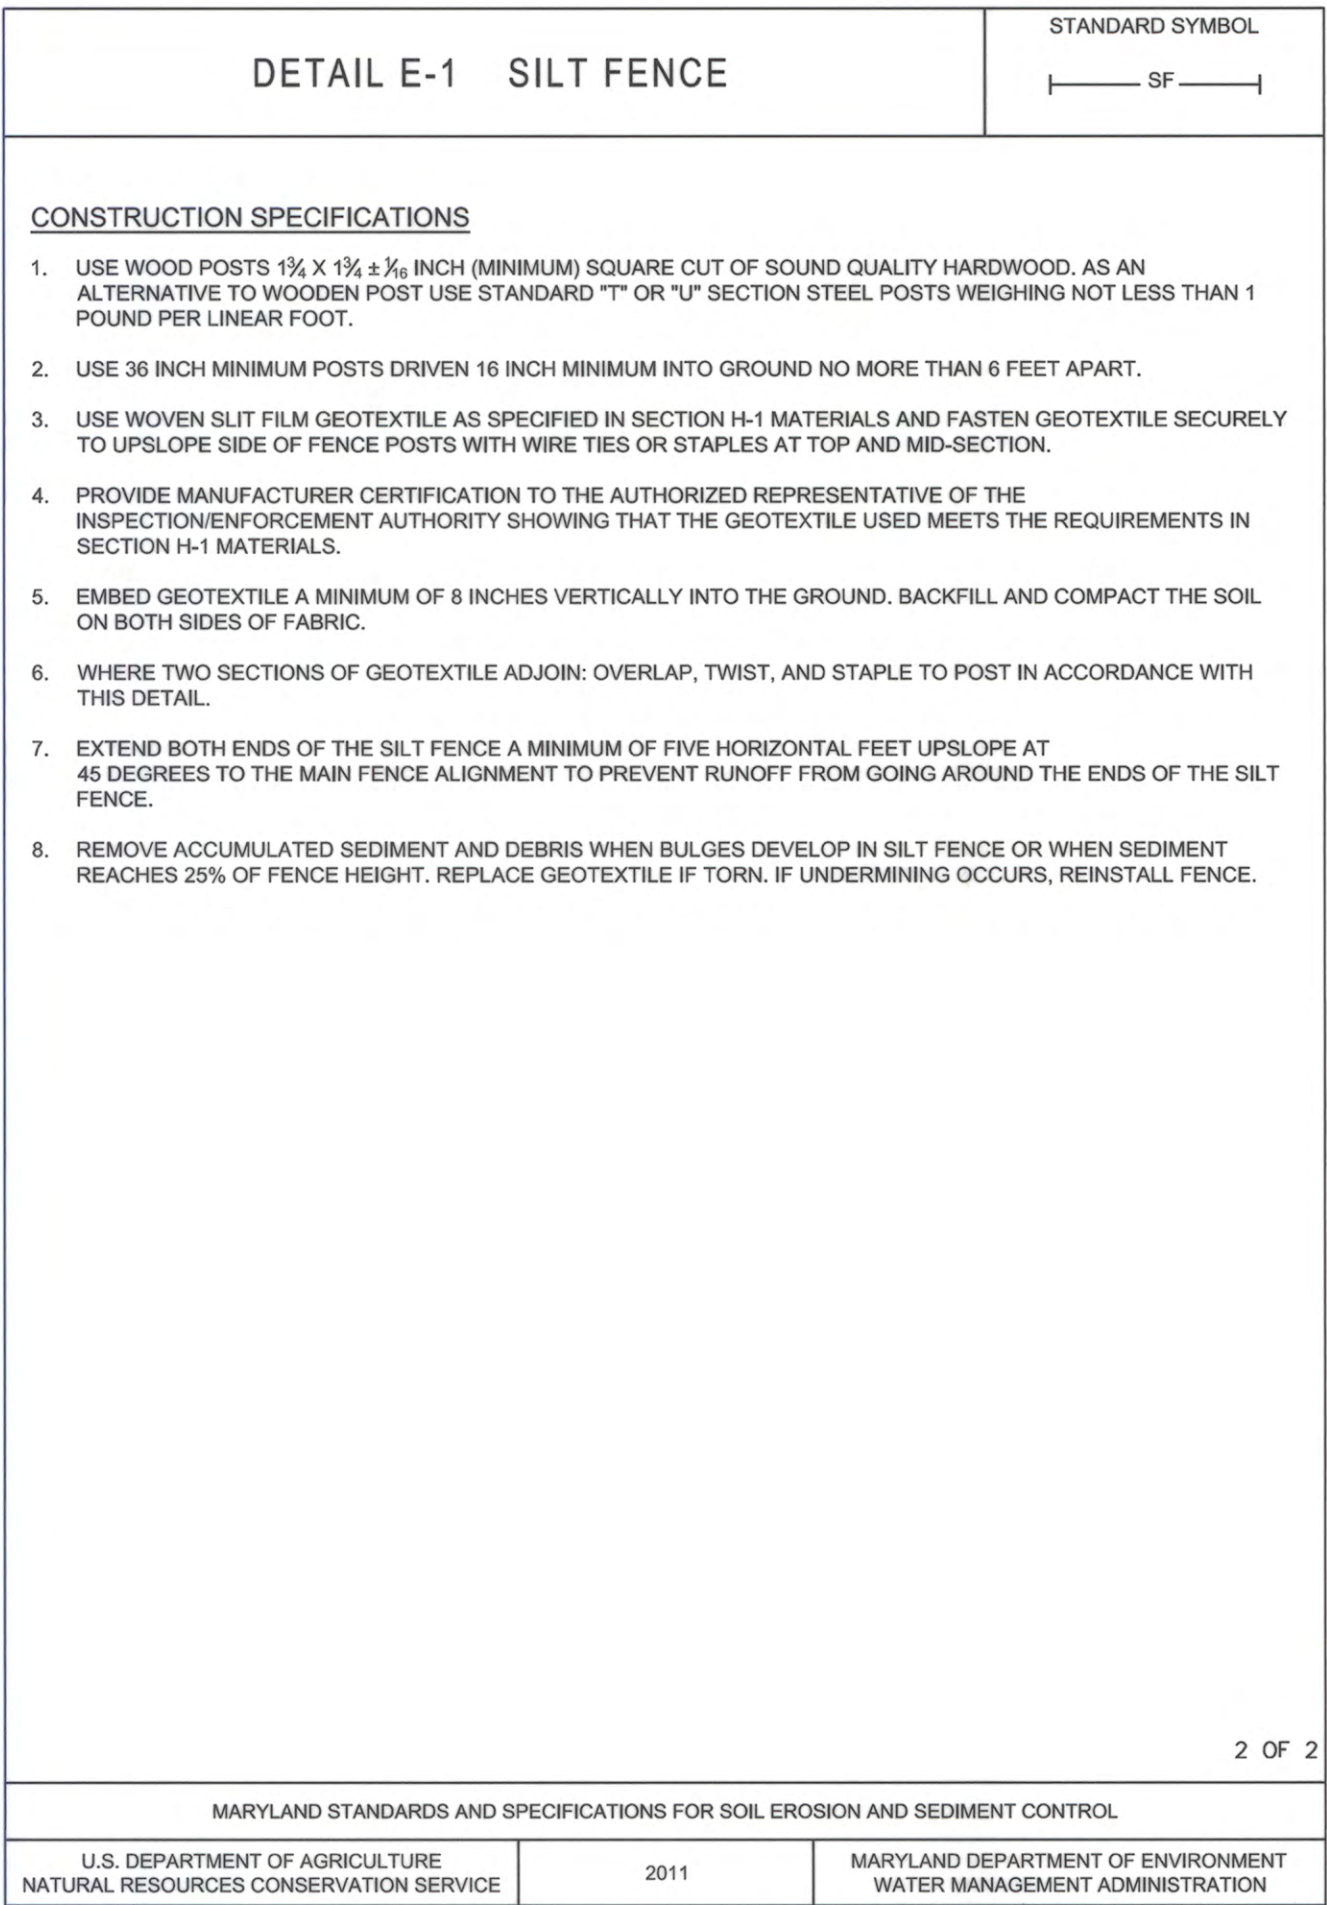 DETAIL E-1 SILT FENCE
STANDARD SYMBOL
SF
CONSTRUCTION SPECIFICATIONS
1. USE WOOD POSTS 1¾ X 1¾ ± 1/16 INCH (MINIMUM) SQUARE CUT OF SOUND QUALITY HARDWOOD. AS AN
ALTERNATIVE TO WOODEN POST USE STANDARD "T" OR "U" SECTION STEEL POSTS WEIGHING NOT LESS THAN 1
POUND PER LINEAR FOOT.
2. USE 36 INCH MINIMUM POSTS DRIVEN 16 INCH MINIMUM INTO GROUND NO MORE THAN 6 FEET APART.
3. USE WOVEN SLIT FILM GEOTEXTILE AS SPECIFIED IN SECTION H-1 MATERIALS AND FASTEN GEOTEXTILE SECURELY
TO UPSLOPE SIDE OF FENCE POSTS WITH WIRE TIES OR STAPLES AT TOP AND MID-SECTION.
4. PROVIDE MANUFACTURER CERTIFICATION TO THE AUTHORIZED REPRESENTATIVE OF THE
INSPECTION/ENFORCEMENT AUTHORITY SHOWING THAT THE GEOTEXTILE USED MEETS THE REQUIREMENTS IN
SECTION H-1 MATERIALS.
5. EMBED GEOTEXTILE A MINIMUM OF 8 INCHES VERTICALLY INTO THE GROUND. BACKFILL AND COMPACT THE SOIL
ON BOTH SIDES OF FABRIC.
6. WHERE TWO SECTIONS OF GEOTEXTILE ADJOIN: OVERLAP, TWIST, AND STAPLE TO POST IN ACCORDANCE WITH
THIS DETAIL.
7. EXTEND BOTH ENDS OF THE SILT FENCE A MINIMUM OF FIVE HORIZONTAL FEET UPSLOPE AT
45 DEGREES TO THE MAIN FENCE ALIGNMENT TO PREVENT RUNOFF FROM GOING AROUND THE ENDS OF THE SILT
FENCE.
8. REMOVE ACCUMULATED SEDIMENT AND DEBRIS WHEN BULGES DEVELOP IN SILT FENCE OR WHEN SEDIMENT
REACHES 25% OF FENCE HEIGHT. REPLACE GEOTEXTILE IF TORN. IF UNDERMINING OCCURS, REINSTALL FENCE.
2 OF 2
MARYLAND STANDARDS AND SPECIFICATIONS FOR SOIL EROSION AND SEDIMENT CONTROL
U.S. DEPARTMENT OF AGRICULTURE
NATURAL RESOURCES CONSERVATION SERVICE
2011
MARYLAND DEPARTMENT OF ENVIRONMENT
WATER MANAGEMENT ADMINISTRATION